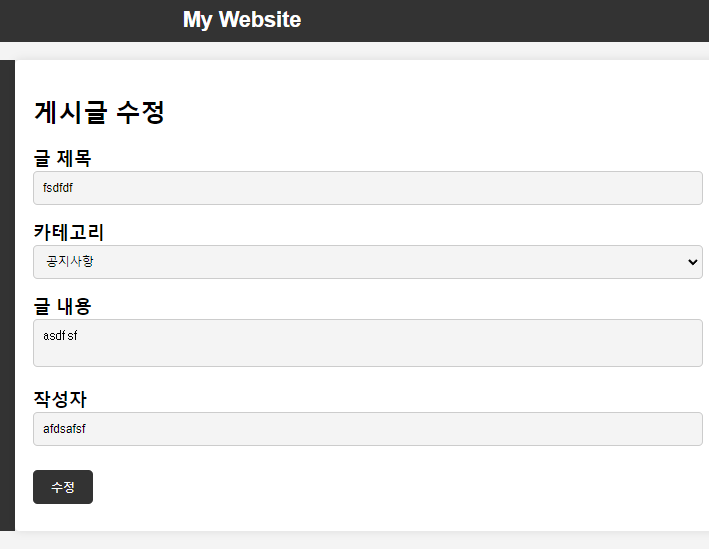 My Website
게시글 수정
글 제목
fsdfdf
카테고리
공지사항
글 내용
asdf sf
작성자
afdsafsf
수정